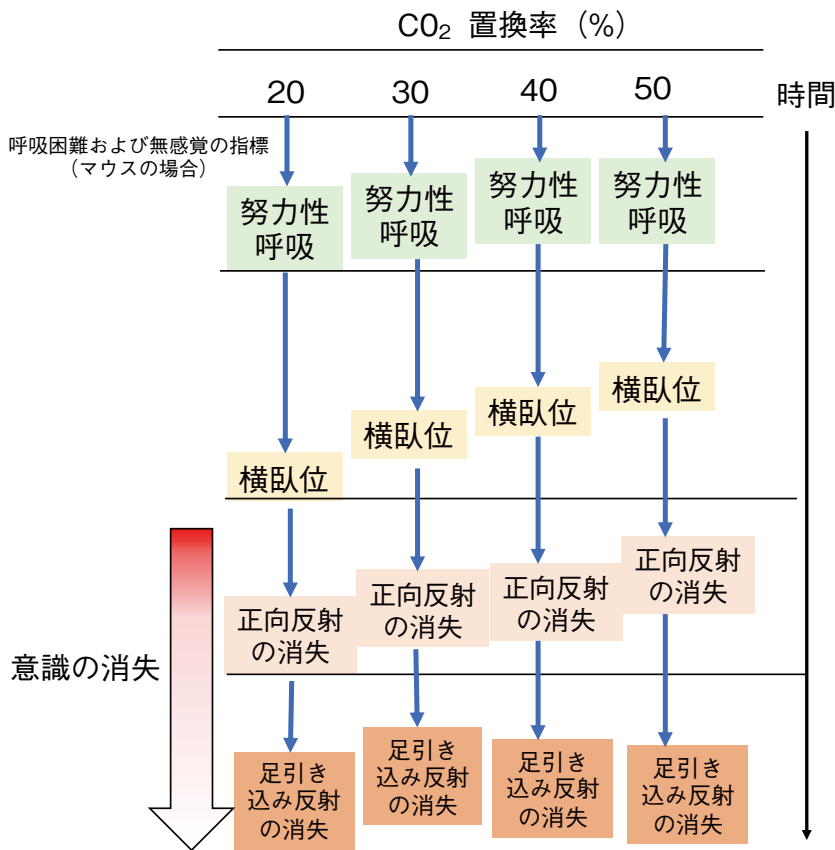 CO₂ 置換率（%）
20 30 40 50
時間
呼吸困難および無感覚の指標
（マウスの場合）
努力性
呼吸
努力性
呼吸
努力性
呼吸
努力性
呼吸
横臥位
横臥位
横臥位
横臥位
正向反射
の消失
正向反射
の消失
正向反射
の消失
正向反射
の消失
意識の消失
足引き
込み反射
の消失
足引き
込み反射
の消失
足引き
込み反射
の消失
足引き
込み反射
の消失